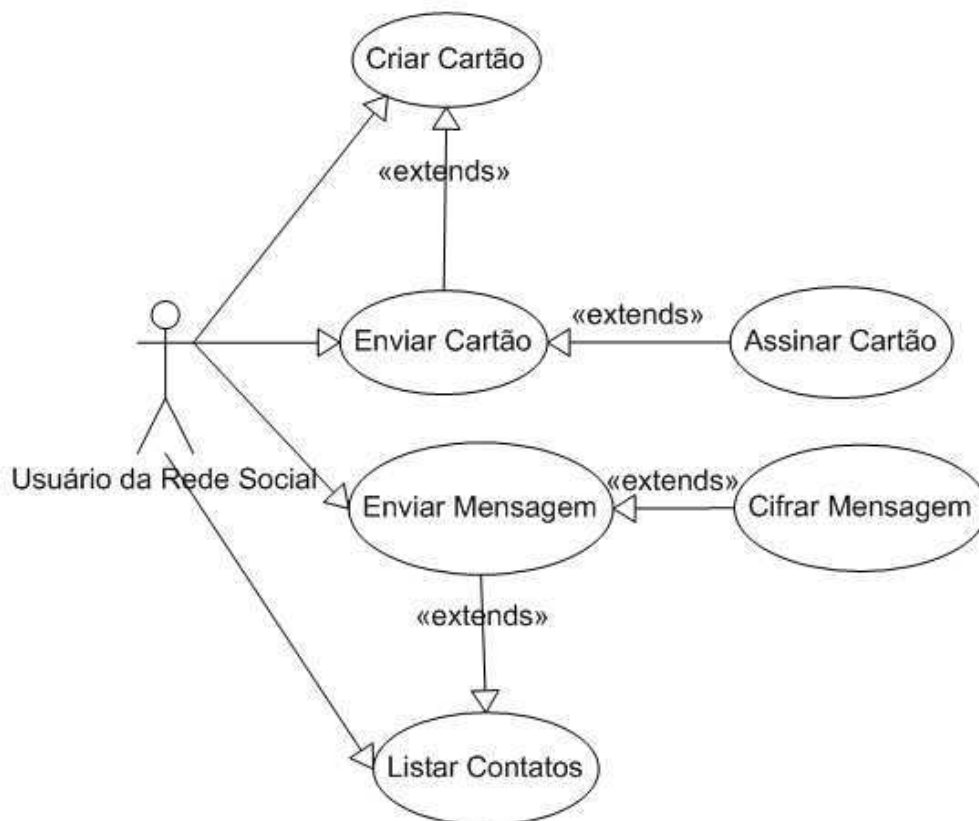 Criar Cartão
«extends»
Enviar Cartão
«extends»
Assinar Cartão
Usuário da Rede Social
Enviar Mensagem
«extends»
Cifrar Mensagem
«extends»
Listar Contatos